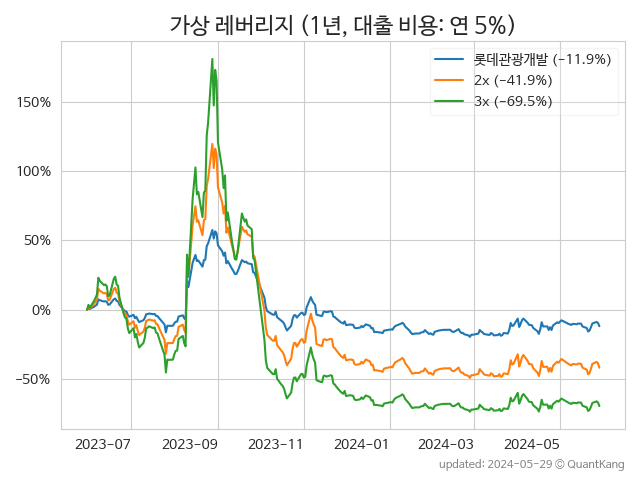 가상 레버리지 (1년, 대출 비용: 연 5%)
롯데관광개발 (-11.9%)
2x (-41.9%)
3x (-69.5%)
150%
100%
50%
0%
-50%
2023-07
2023-09
2023-11
2024-01
2024-03
2024-05
updated: 2024-05-29 © QuantKang